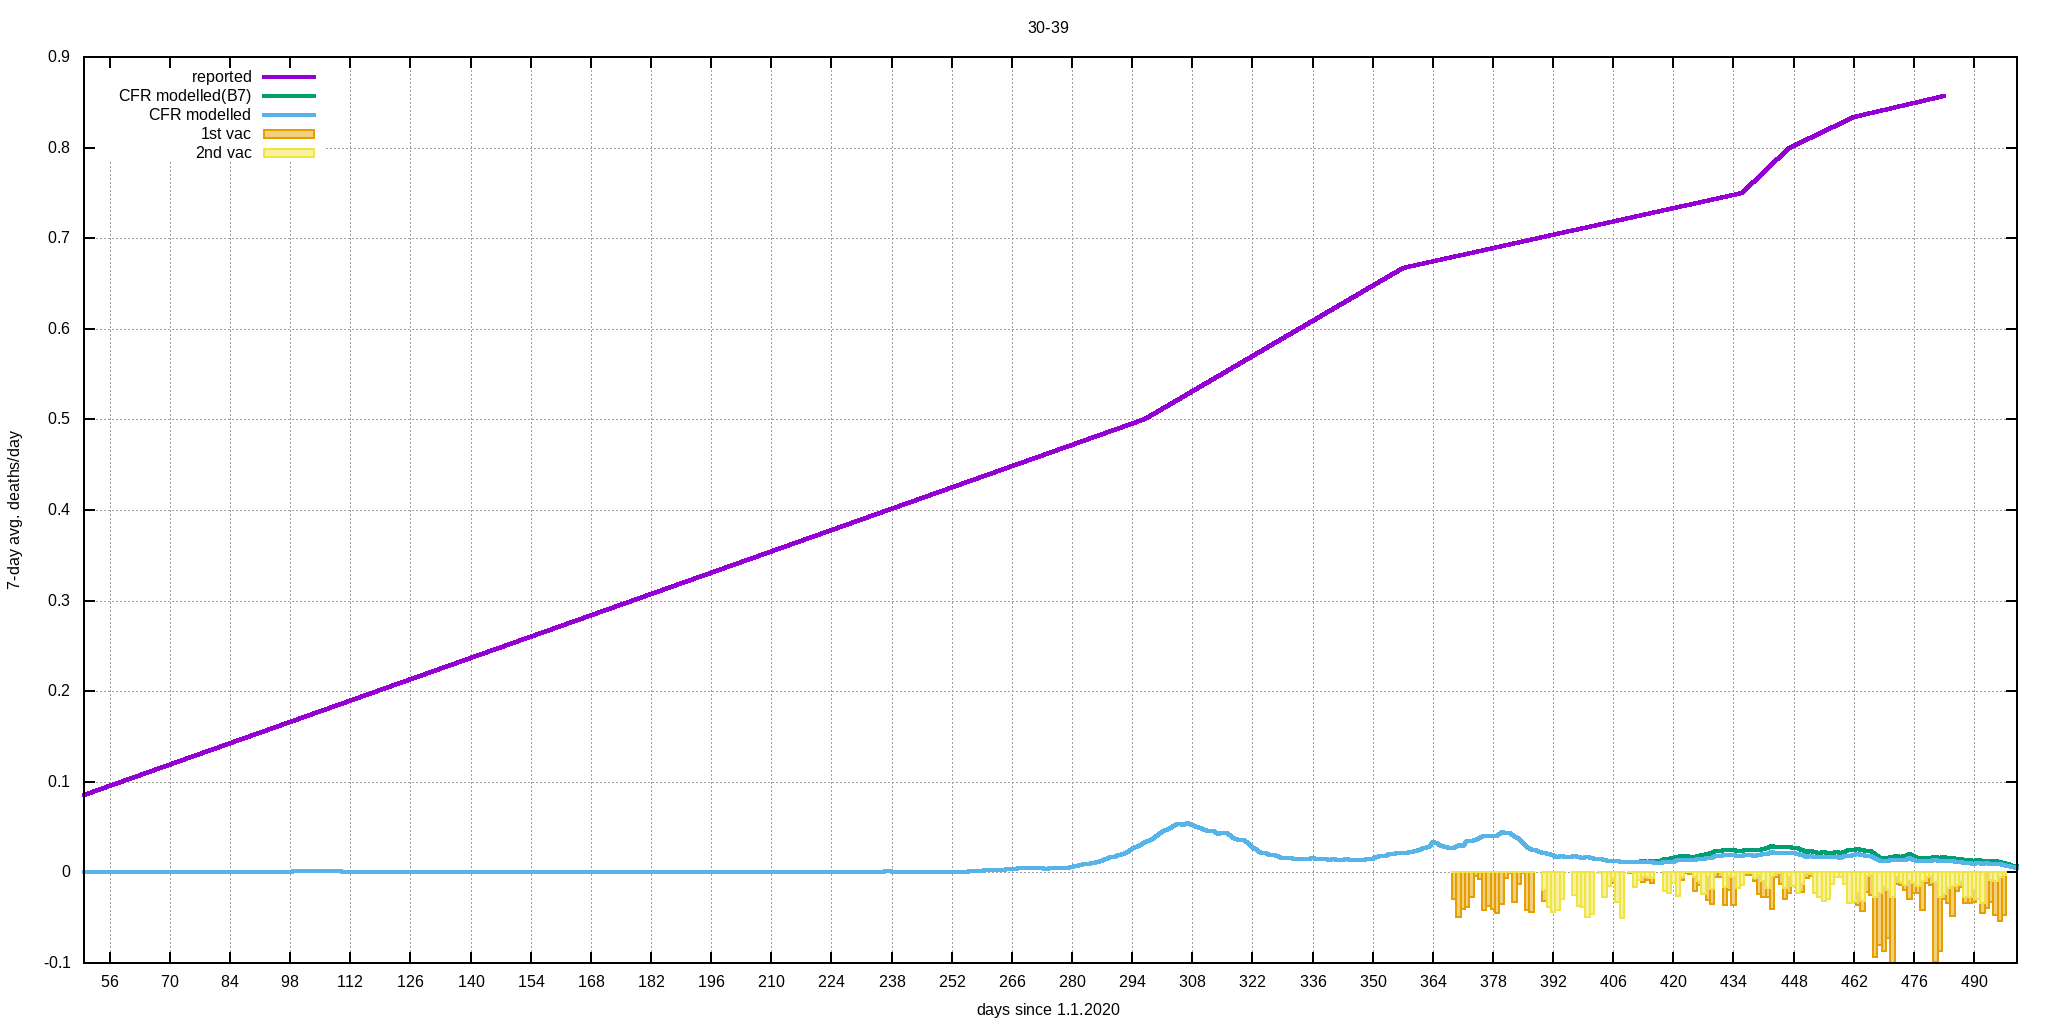 30-39
0.9
0.8
0.7
0.6
0.5
0.4
0.3
0.2
0.1
0
-0.1
7-day avg. deaths/day
reported
CFR modelled(B7)
CFR modelled
1st vac
2nd vac
56 70 84 98 112 126 140 154 168 182 196 210 224 238 252 266 280 294 308 322 336 350 364 378 392 406 420 434 448 462 476 490
days since 1.1.2020